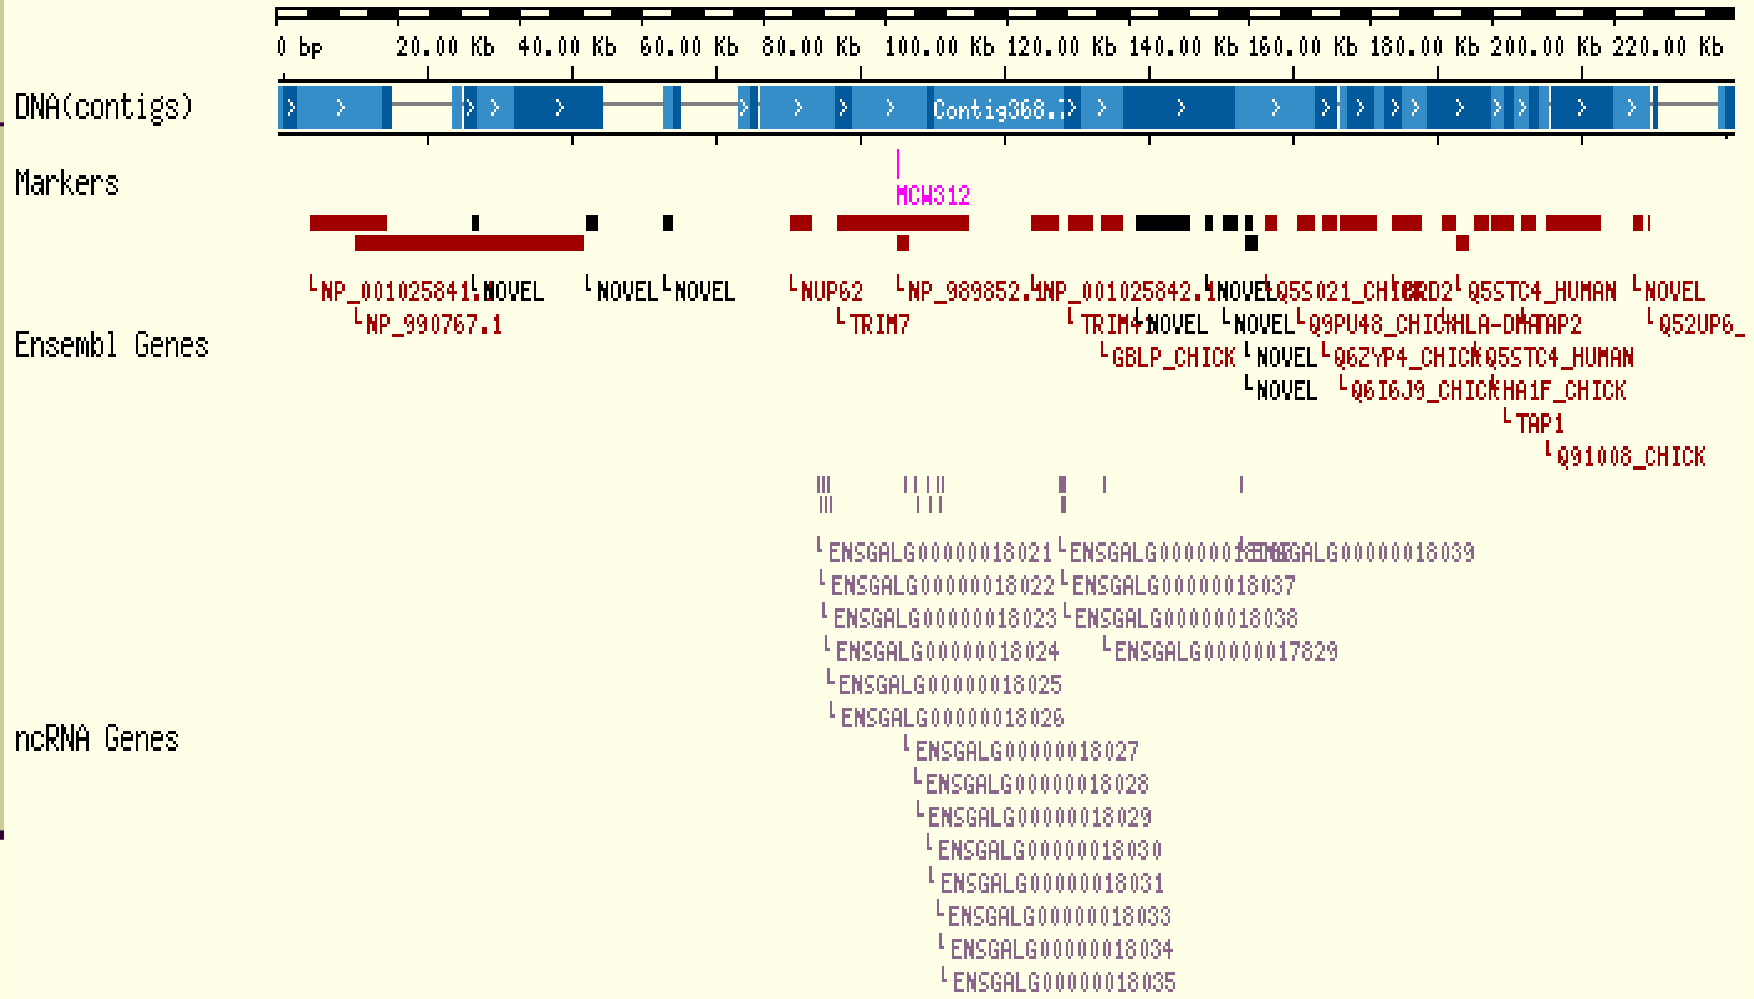 0 bp 20.00 Kb 40.00 Kb 60.00 Kb 80.00 Kb 100.00 Kb 120.00 Kb 140.00 Kb 160.00 Kb 180.00 Kb 200.00 Kb 220.00 Kb
DNA(contigs) Contig368.
Markers
MCW312
NP_001025841. NOVEL NOVEL NOVEL NUP62 NP_989852.1 NP_001025842.1 NOVEL Q5S021_CHICK BRD2 Q5STC4_HUMAN NOVEL
NP_990767.1 TRIM7 TRIM41 NOVEL NOVEL Q9PU48_CHICK HLA-DMA TAP2 Q52UP6_
Ensembl Genes
GBLP_CHICK NOVEL Q6ZYP4_CHICK Q5STC4_HUMAN
NOVEL Q6I6J9_CHICK HA1F_CHICK
TAP1
Q91008_CHICK
ENSGALG00000018021 ENSGALG00000018039
ENSGALG00000018022 ENSGALG00000018037
ENSGALG00000018023 ENSGALG00000018038
ENSGALG00000018024 ENSGALG00000017829
ENSGALG00000018025
ENSGALG00000018026
ncRNA Genes
ENSGALG00000018027
ENSGALG00000018028
ENSGALG00000018029
ENSGALG00000018030
ENSGALG00000018031
ENSGALG00000018033
ENSGALG00000018034
ENSGALG00000018035